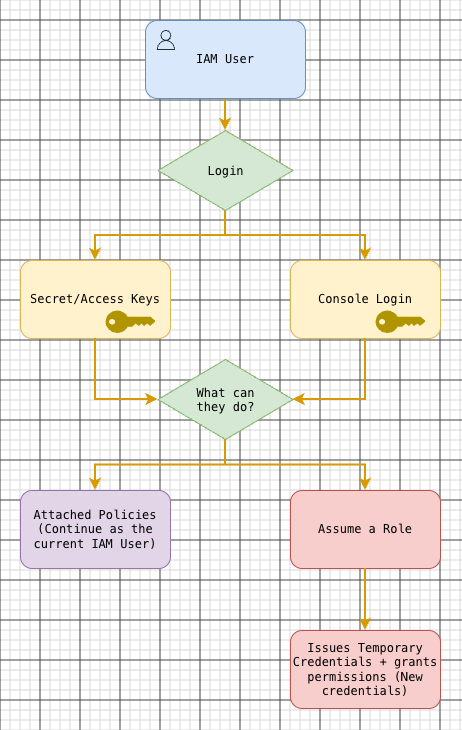 IAM User
Login
Secret/Access Keys
Console Login
What can
they do?
Attached Policies
(Continue as the
current IAM User)
Assume a Role
Issues Temporary
Credentials + grants
permissions (New
credentials)